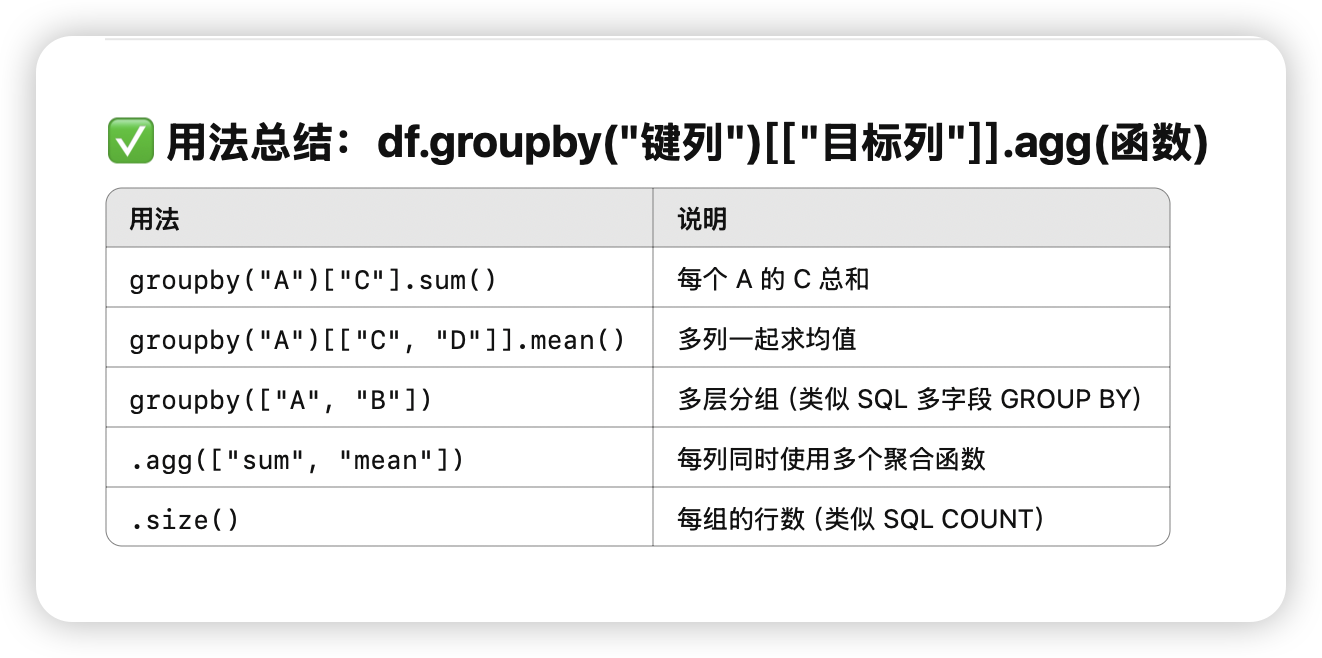 ✅ 用法总结：df.groupby("键列")[["目标列"]].agg(函数)
用法 说明
groupby("A")["C"].sum() 每个 A 的 C 总和
groupby("A")[["C", "D"]].mean() 多列一起求均值
groupby(["A", "B"]) 多层分组（类似 SQL 多字段 GROUP BY）
.agg(["sum", "mean"]) 每列同时使用多个聚合函数
.size() 每组的行数（类似 SQL COUNT）